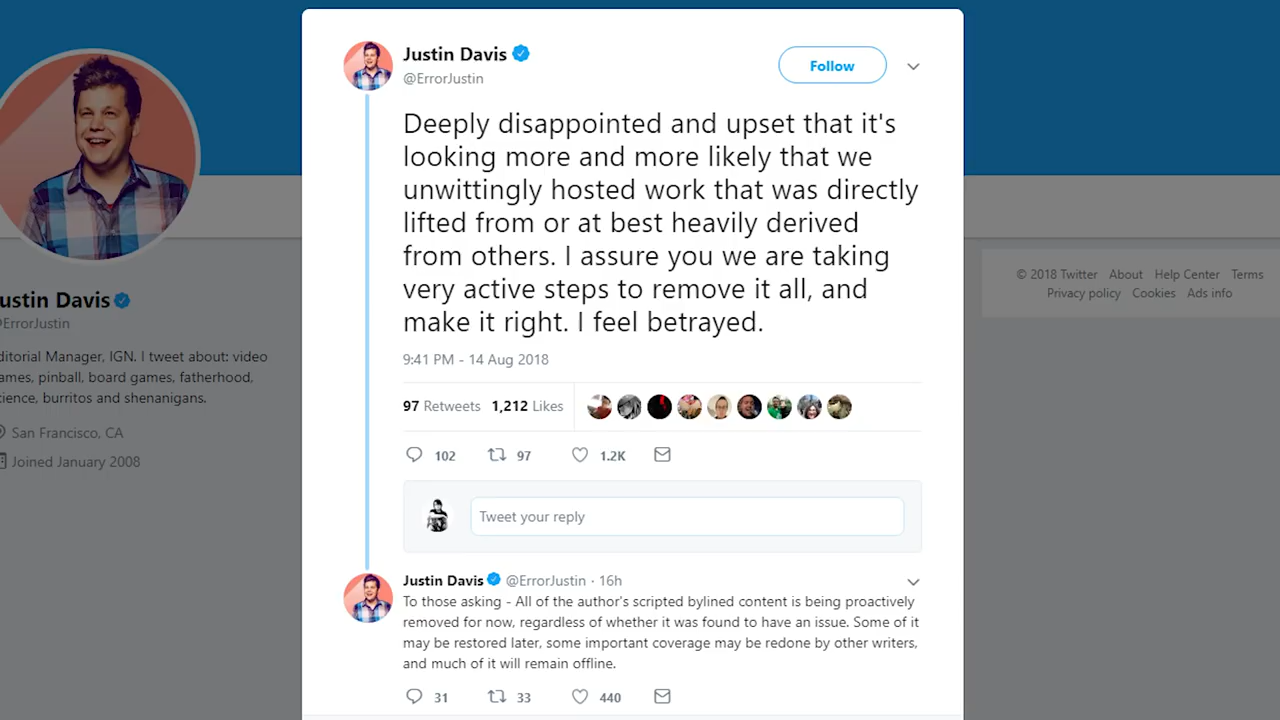 Justin Davis
@ErrorJustin
Follow
Deeply disappointed and upset that it's
looking more and more likely that we
unwittingly hosted work that was directly
lifted from or at best heavily derived
from others. I assure you we are taking
very active steps to remove it all, and
make it right. I feel betrayed.
9:41 PM - 14 Aug 2018
97 Retweets 1,212 Likes
102 97 1.2K
Tweet your reply
Justin Davis @ErrorJustin · 16h
To those asking - All of the author's scripted bylined content is being proactively
removed for now, regardless of whether it was found to have an issue. Some of it
may be restored later, some important coverage may be redone by other writers,
and much of it will remain offline.
31 33 440
ustin Davis
ErrorJustin
ditorial Manager, IGN. I tweet about: video
ames, pinball, board games, fatherhood,
cience, burritos and shenanigans.
San Francisco, CA
Joined January 2008
© 2018 Twitter About Help Center Terms
Privacy policy Cookies Ads info